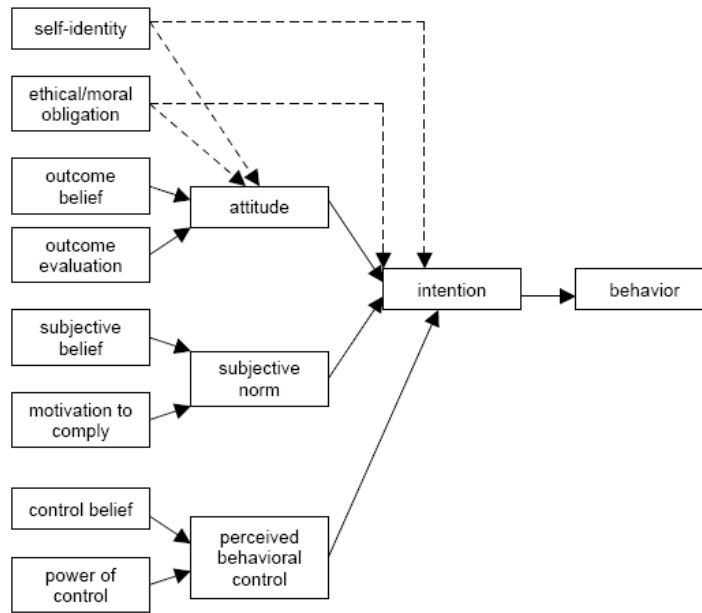 self-identity
ethical/moral
obligation
outcome
belief
outcome
evaluation
attitude
intention
behavior
subjective
belief
motivation to
comply
subjective
norm
control belief
power of
control
perceived
behavioral
control